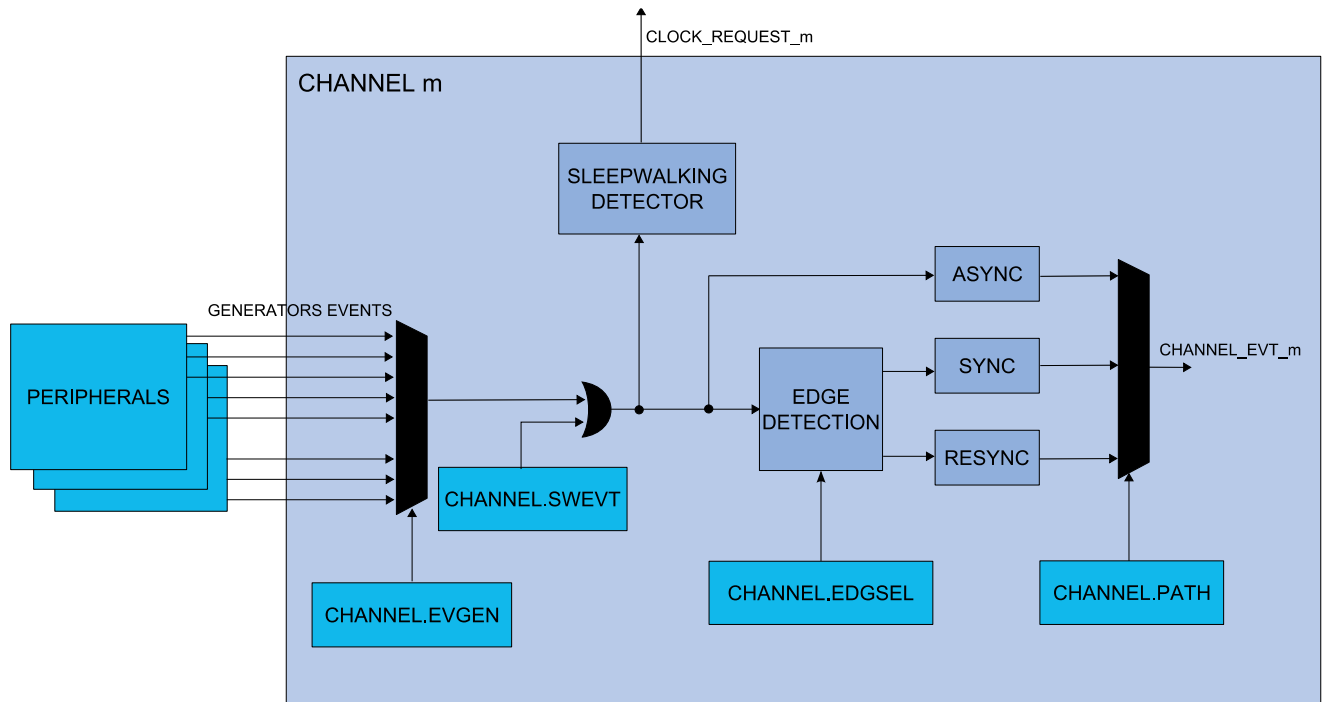 CLOCK_REQUEST_m
CHANNEL m
SLEEPWALKING
DETECTOR
ASYNC
GENERATORS EVENTS
PERIPHERALS
SYNC
CHANNEL_EVT_m
EDGE
DETECTION
RESYNC
CHANNEL.SWEVT
CHANNEL.EVGEN
CHANNEL.EDGSEL
CHANNEL.PATH